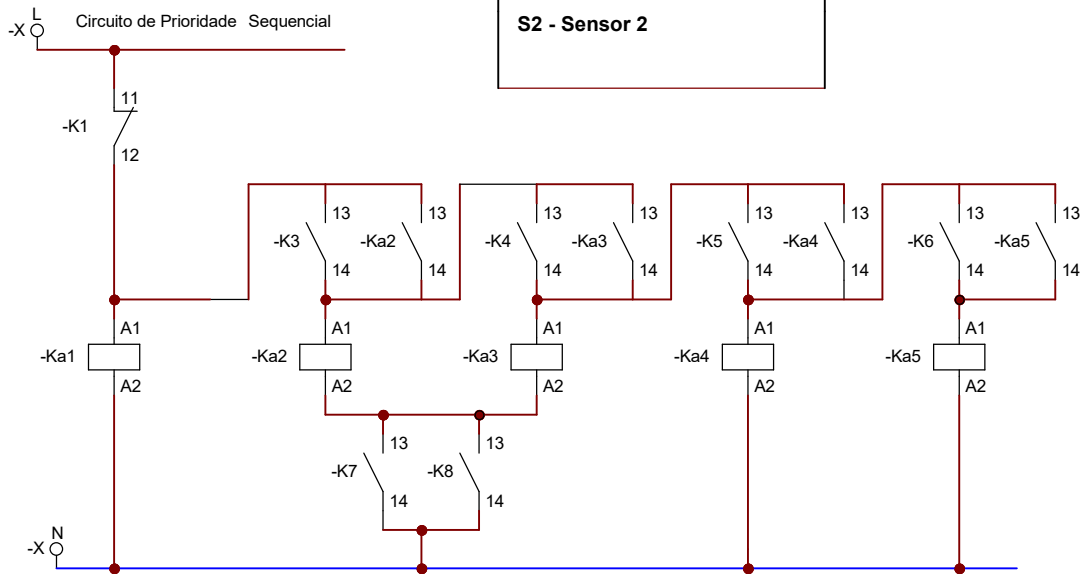 L
-X
Circuito de Prioridade Sequencial
S2 - Sensor 2
11
-K1
12
13
13
13
13
13
13
13
13
-K3
-Ka2
-K4
-Ka3
-K5
-Ka4
-K6
-Ka5
14
14
14
14
14
14
14
14
A1
A1
A1
A1
A1
-Ka1
-Ka2
-Ka3
-Ka4
-Ka5
A2
A2
A2
A2
A2
13
13
-K7
-K8
14
14
N
-X